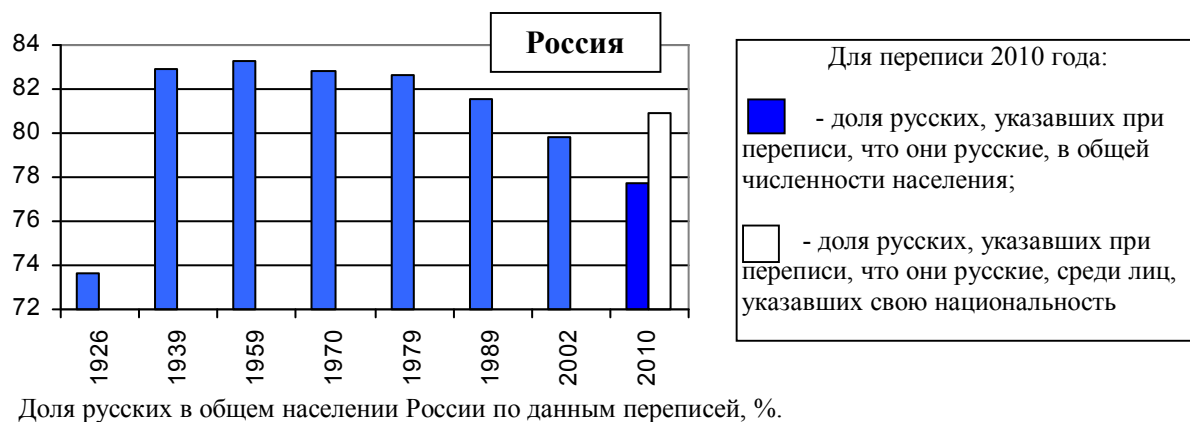 Россия
84
82
80
78
76
74
72
1926
1939
1959
1970
1979
1989
2002
2010
Для переписи 2010 года:
- доля русских, указавших при
переписи, что они русские, в общей
численности населения;
- доля русских, указавших при
переписи, что они русские, среди лиц,
указавших свою национальность
Доля русских в общем населении России по данным переписей, %.